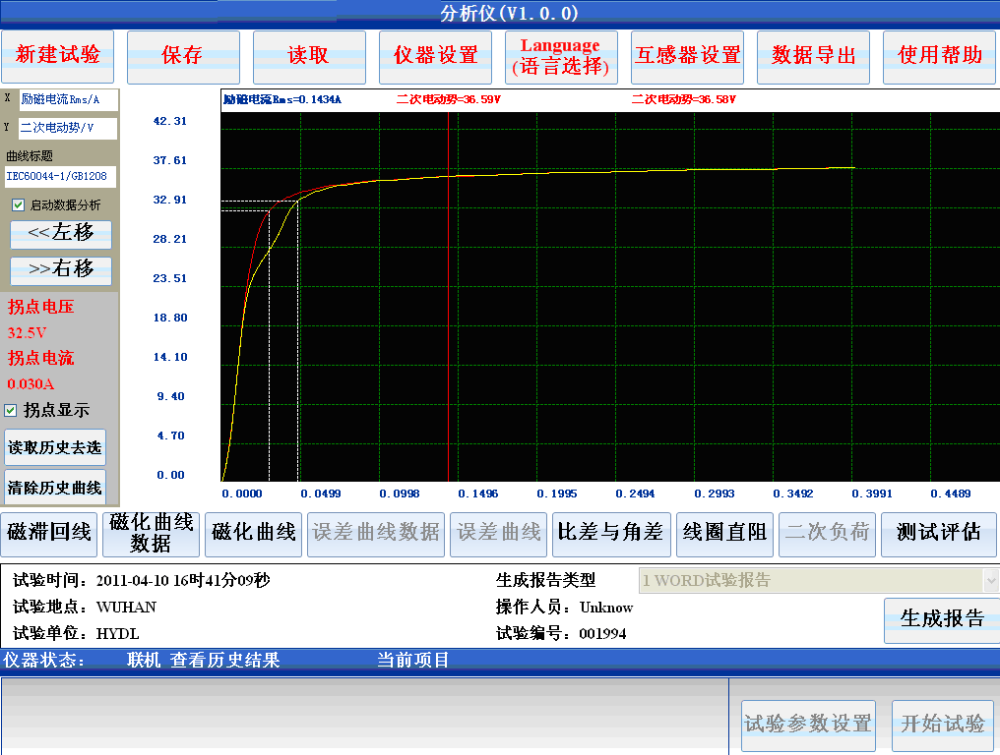 分析仪(V1.0.0)
新建试验
保存
读取
仪器设置
Language
(语言选择)
互感器设置
数据导出
使用帮助
X 励磁电流Rms/A
Y 二次电动势/V
曲线标题
IEC60044-1/GB1208
启动数据分析
<<左移
>>右移
拐点电压
32.5V
拐点电流
0.030A
拐点显示
读取历史去选
清除历史曲线
励磁电流Rms=0.1434A 二次电动势=36.59V 二次电动势=36.58V
42.31
37.61
32.91
28.21
23.51
18.80
14.10
9.40
4.70
0.00
0.0000 0.0499 0.0998 0.1496 0.1995 0.2494 0.2993 0.3492 0.3991 0.4489
磁滞回线
磁化曲线
数据
磁化曲线
误差曲线数据
误差曲线
比差与角差
线圈直阻
二次负荷
测试评估
试验时间：2011-04-10 16时41分09秒
试验地点：WUHAN
试验单位：HYDL
生成报告类型 1 WORD试验报告
操作人员：Unknow
试验编号：001994
生成报告
仪器状态： 联机 查看历史结果 当前项目
试验参数设置
开始试验